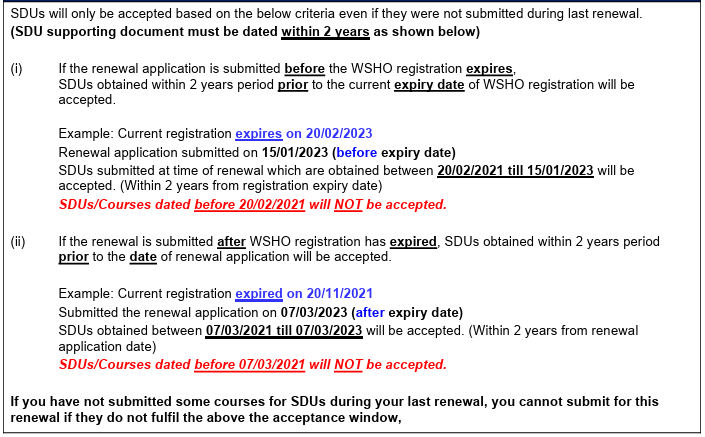 SDUs will only be accepted based on the below criteria even if they were not submitted during last renewal.
(SDU supporting document must be dated within 2 years as shown below)
(i) If the renewal application is submitted before the WSHO registration expires,
SDUs obtained within 2 years period prior to the current expiry date of WSHO registration will be
accepted.
Example: Current registration expires on 20/02/2023
Renewal application submitted on 15/01/2023 (before expiry date)
SDUs submitted at time of renewal which are obtained between 20/02/2021 till 15/01/2023 will be
accepted. (Within 2 years from registration expiry date)
SDUs/Courses dated before 20/02/2021 will NOT be accepted.
(ii) If the renewal is submitted after WSHO registration has expired, SDUs obtained within 2 years period
prior to the date of renewal application will be accepted.
Example: Current registration expired on 20/11/2021
Submitted the renewal application on 07/03/2023 (after expiry date)
SDUs obtained between 07/03/2021 till 07/03/2023 will be accepted. (Within 2 years from renewal
application date)
SDUs/Courses dated before 07/03/2021 will NOT be accepted.
If you have not submitted some courses for SDUs during your last renewal, you cannot submit for this
renewal if they do not fulfil the above the acceptance window,